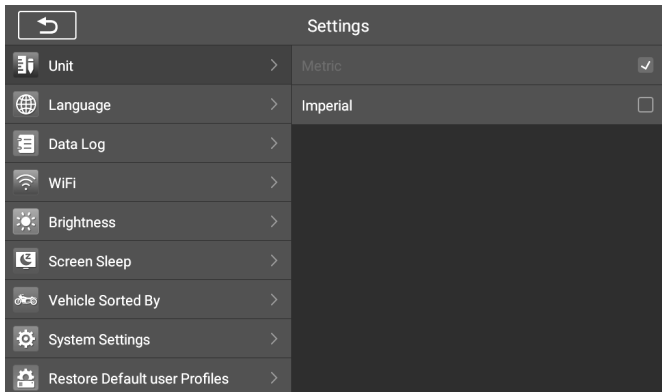 Settings
Unit
Metric
Language
Imperial
Data Log
WiFi
Brightness
Screen Sleep
Vehicle Sorted By
System Settings
Restore Default user Profiles